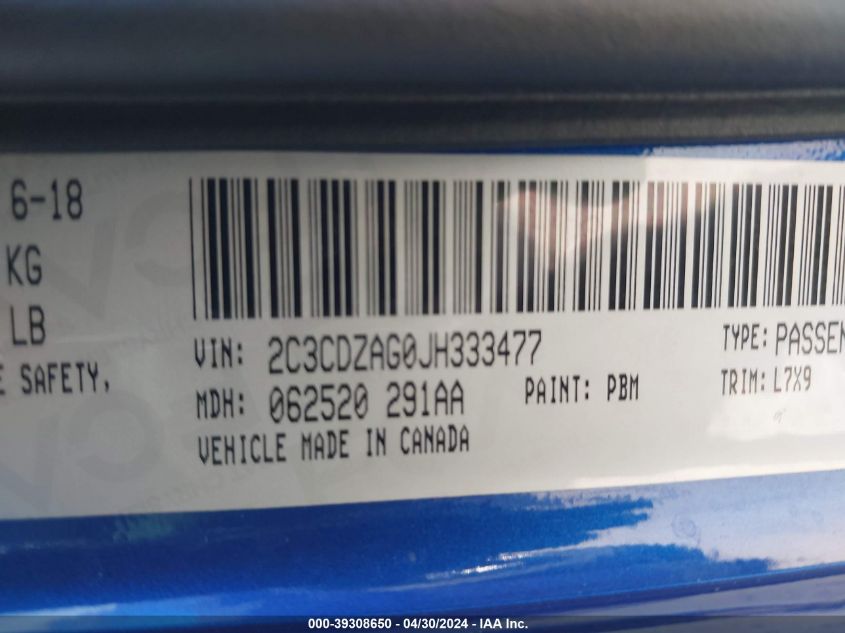 6-18
KG
LB
E SAFETY,
VIN: 2C3CDZAG0JH333477
TYPE: PASSEN
MDH: 062520 291AA
PAINT: PBM
TRIM: L7X9
VEHICLE MADE IN CANADA
000-39308650 - 04/30/2024 - IAA Inc.